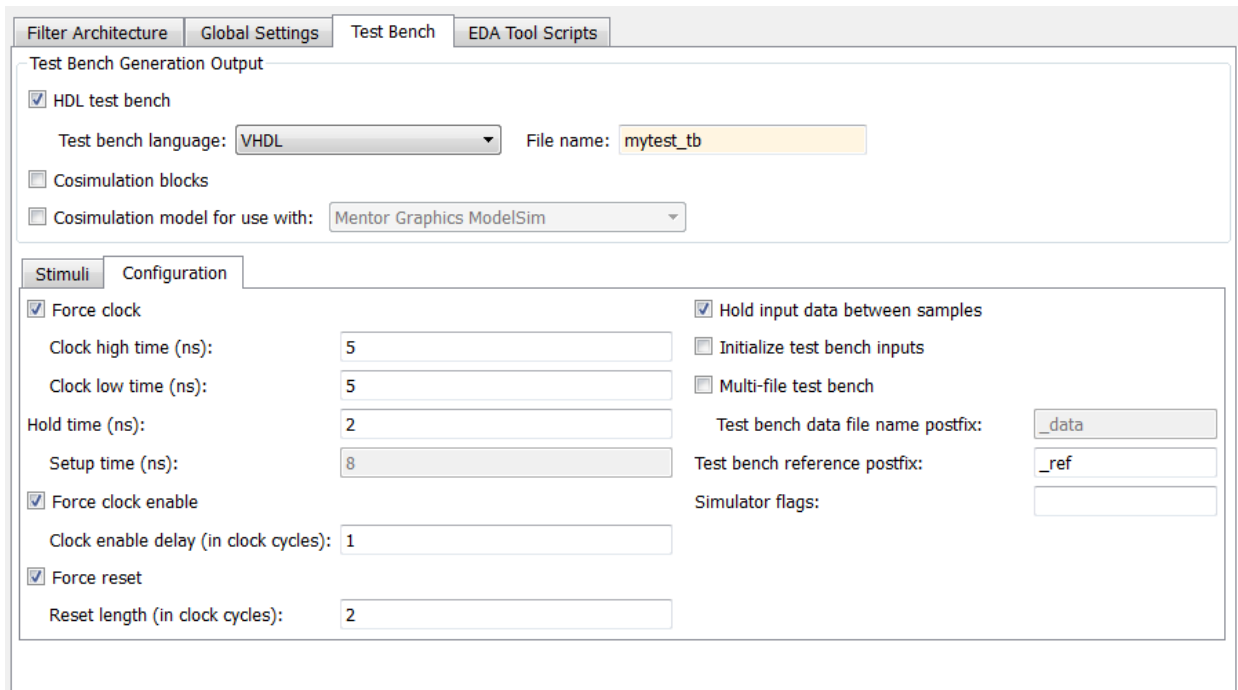 Filter Architecture Global Settings Test Bench EDA Tool Scripts
Test Bench Generation Output
HDL test bench
Test bench language: VHDL File name: mytest_tb
Cosimulation blocks
Cosimulation model for use with: Mentor Graphics ModelSim
Stimuli Configuration
Force clock
Clock high time (ns): 5
Clock low time (ns): 5
Hold time (ns): 2
Setup time (ns): 8
Force clock enable
Clock enable delay (in clock cycles): 1
Force reset
Reset length (in clock cycles): 2
Hold input data between samples
Initialize test bench inputs
Multi-file test bench
Test bench data file name postfix: _data
Test bench reference postfix: _ref
Simulator flags: